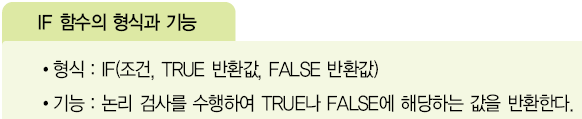 IF 함수의 형식과 기능
• 형식 : IF(조건, TRUE 반환값, FALSE 반환값)
• 기능 : 논리 검사를 수행하여 TRUE나 FALSE에 해당하는 값을 반환한다.